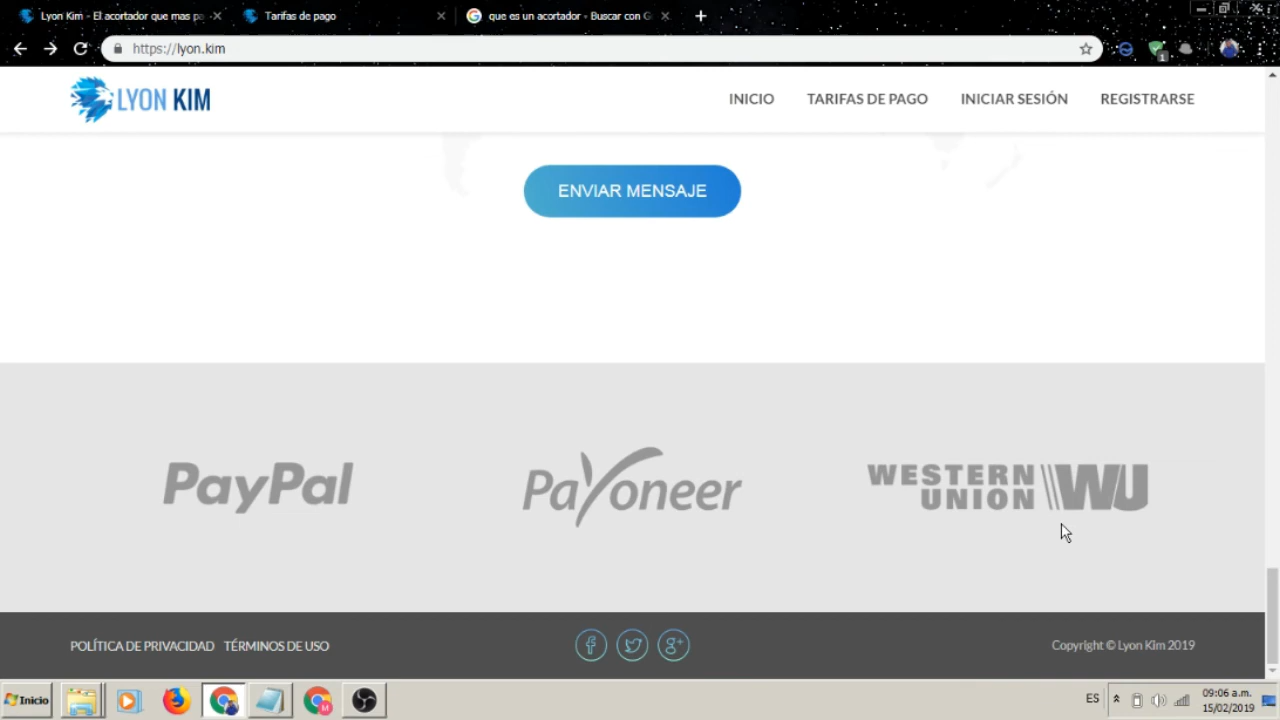 Lyon Kim - El acortador que mas pa
Tarifas de pago
que es un acortador - Buscar con G
https://lyon.kim
LYON KIM
INICIO
TARIFAS DE PAGO
INICIAR SESIÓN
REGISTRARSE
ENVIAR MENSAJE
PayPal
Payoneer
WESTERN UNION WU
POLÍTICA DE PRIVACIDAD
TÉRMINOS DE USO
Copyright © Lyon Kim 2019
Inicio
ES
09:06 a.m.
15/02/2019